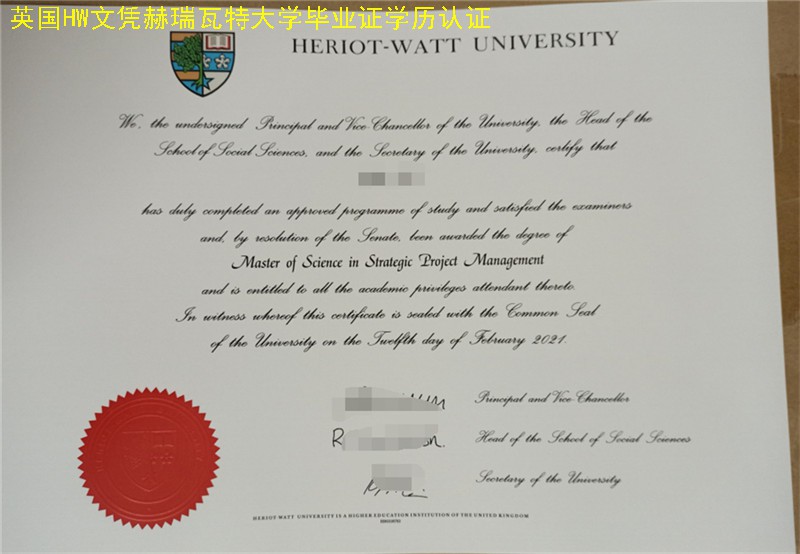 英国HW文凭赫瑞瓦特大学毕业证学历认证
HERIOT-WATT UNIVERSITY
We, the undersigned Principal and Vice-Chancellor of the University, the Head of the
School of Social Sciences, and the Secretary of the University, certify that
has duly completed an approved programme of study and satisfied the examiners
and, by resolution of the Senate, been awarded the degree of
Master of Science in Strategic Project Management
and is entitled to all the academic privileges attendant thereto.
In witness whereof this certificate is sealed with the Common Seal
of the University on the Twelfth day of February 2021.
Principal and Vice Chancellor
Head of the School of Social Sciences
Secretary of the University
HERIOT-WATT UNIVERSITY IS A HIGHER EDUCATION INSTITUTION OF THE UNITED KINGDOM